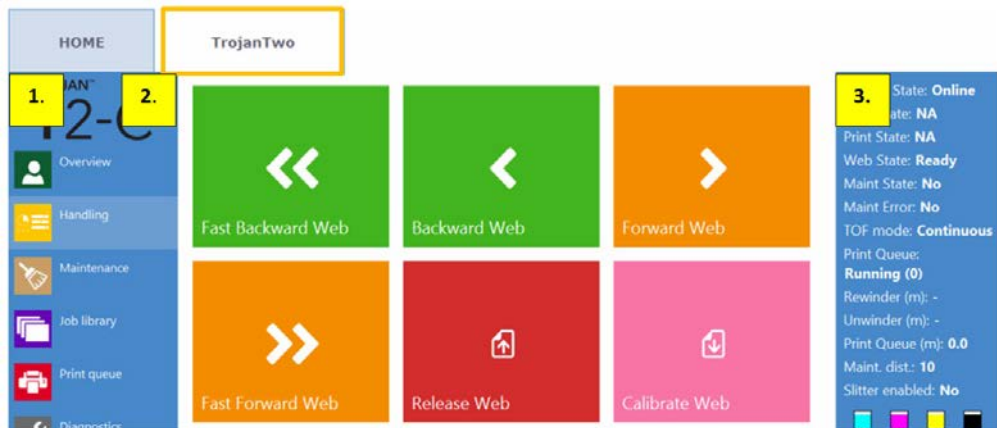 HOME
TrojanTwo
1.
2.
3.
Overview
Handling
Maintenance
Job library
Print queue
Diagnostics
Fast Backward Web
Backward Web
Forward Web
Fast Forward Web
Release Web
Calibrate Web
State: Online
NA
Print State: NA
Web State: Ready
Maint State: No
Maint Error: No
TOF mode: Continuous
Print Queue:
Running (0)
Rewinder (m): -
Unwinder (m): -
Print Queue (m): 0.0
Maint. dist.: 10
Slitter enabled: No